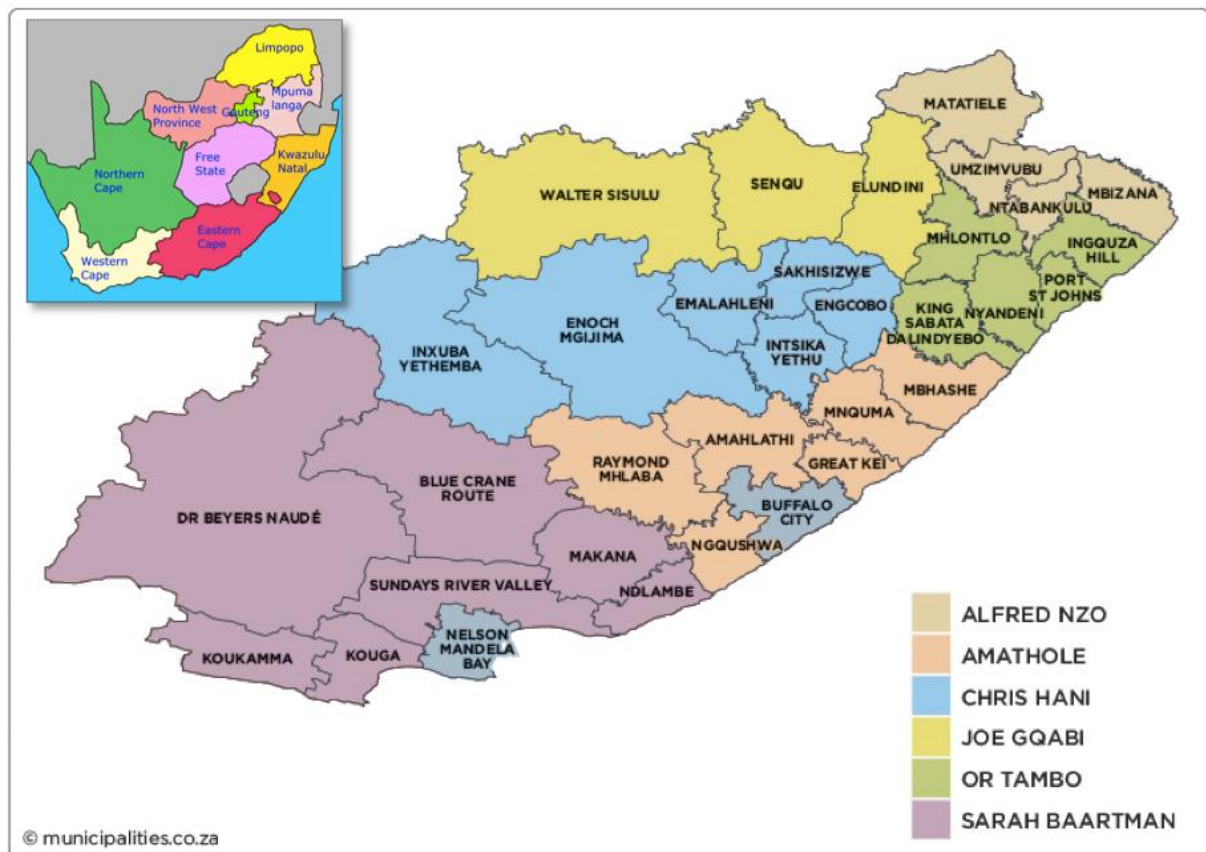 Limpopo
Mpuma
langa
North West
Province
Gauteng
Free
State
Kwazulu
Natal
Northern
Cape
Eastern
Cape
Western
Cape
MATATIELE
UMZIMVUBU
MBIZANA
NTABANKULU
WALTER SISULU
SENQU
ELUNDINI
MHLONTLO
INGQUZA
HILL
PORT
ST JOHNS
NYANDENI
KING
SABATA
DALINDYEBO
SAKHISIZWE
EMALAHLENI
ENGCOBO
ENOCH
MGIJIMA
INTSIKA
YETHU
INXUBA
YETHEMBA
MBHASHE
MNQUMA
AMAHLATHI
GREAT KEI
RAYMOND
MHLABA
BUFFALO
CITY
NGQUSHWA
BLUE CRANE
ROUTE
DR BEYERS NAUDÉ
MAKANA
SUNDAYS RIVER VALLEY
NDLAMBE
NELSON
MANDELA
BAY
KOUGA
KOUKAMMA
ALFRED NZO
AMATHOLE
CHRIS HANI
JOE GQABI
OR TAMBO
SARAH BAARTMAN
© municipalities.co.za